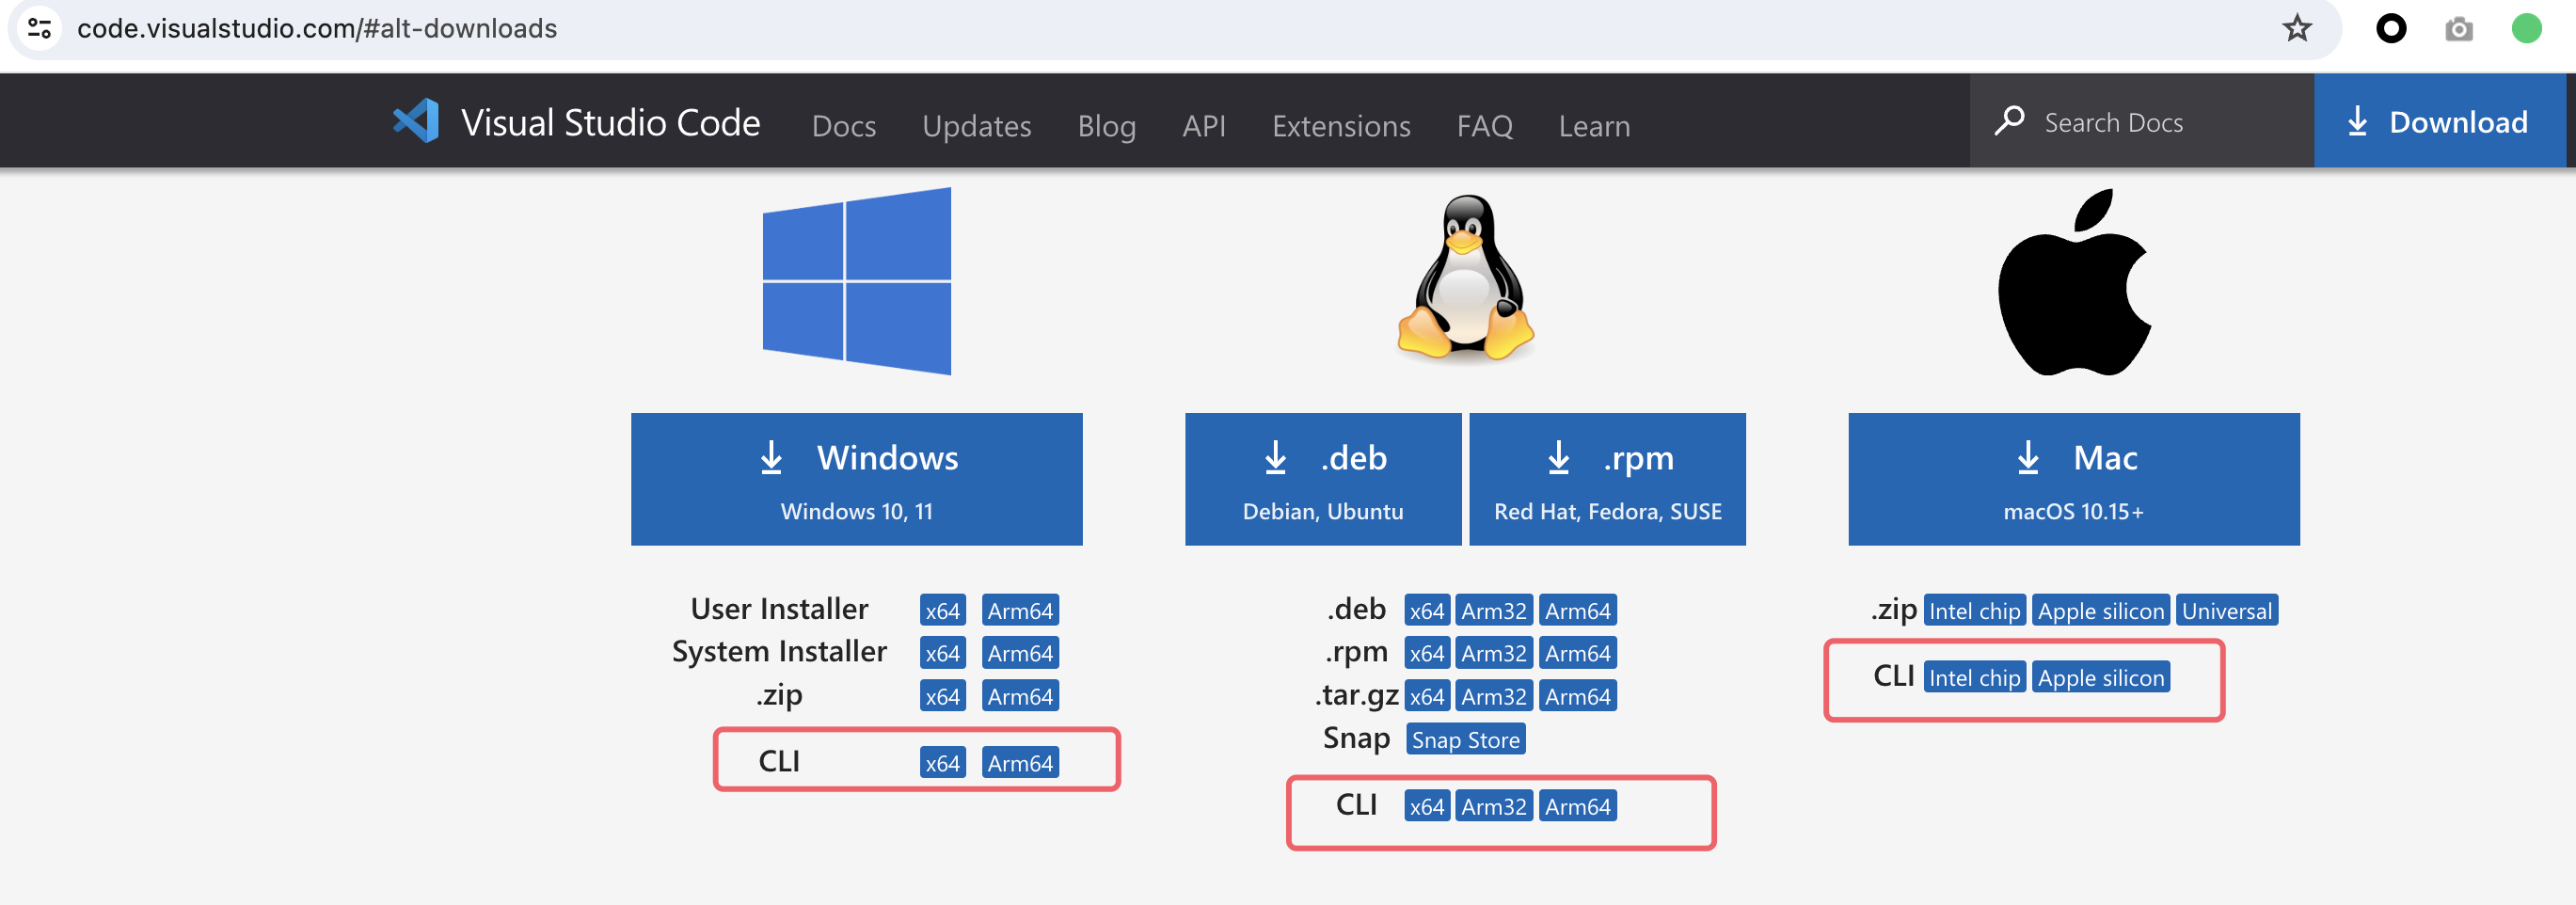 code.visualstudio.com/#alt-downloads
Visual Studio Code Docs Updates Blog API Extensions FAQ Learn Search Docs Download
Windows
Windows 10, 11
User Installer x64 Arm64
System Installer x64 Arm64
.zip x64 Arm64
CLI x64 Arm64
.deb
Debian, Ubuntu
.rpm
Red Hat, Fedora, SUSE
.deb x64 Arm32 Arm64
.rpm x64 Arm32 Arm64
.tar.gz x64 Arm32 Arm64
Snap Snap Store
CLI x64 Arm32 Arm64
Mac
macOS 10.15+
.zip Intel chip Apple silicon Universal
CLI Intel chip Apple silicon